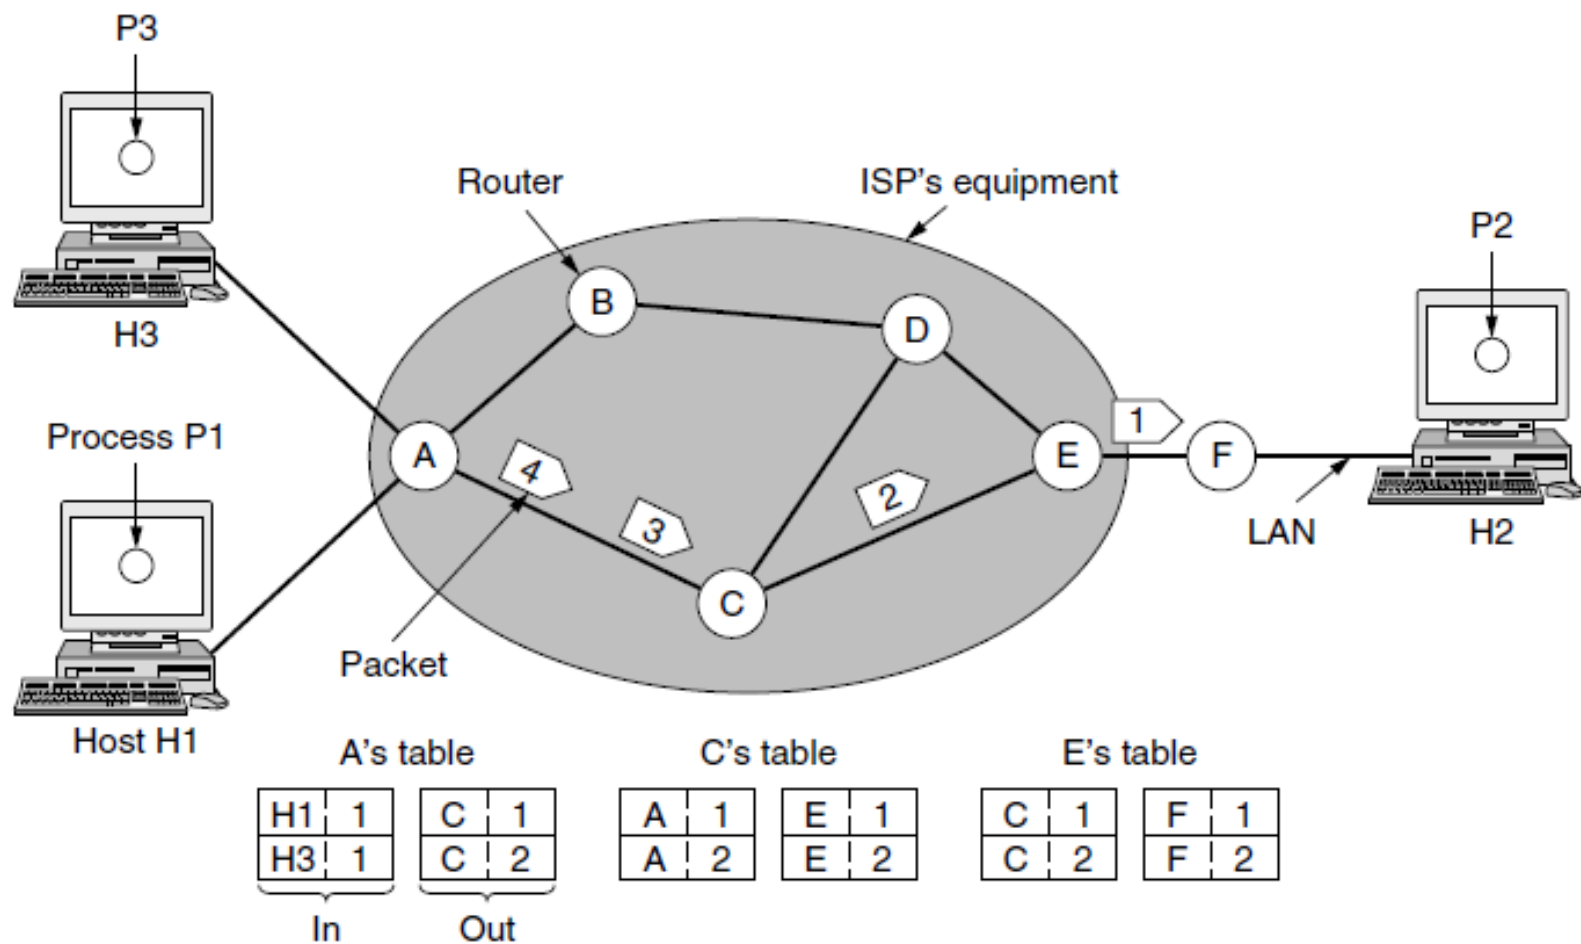 P3
Router
ISP's equipment
P2
B
D
H3
Process P1
A
4
1
E
F
2
3
LAN
H2
C
Packet
Host H1
A's table
C's table
E's table
H1 1 C 1 A 1 E 1 C 1 F 1
H3 1 C 2 A 2 E 2 C 2 F 2
In Out